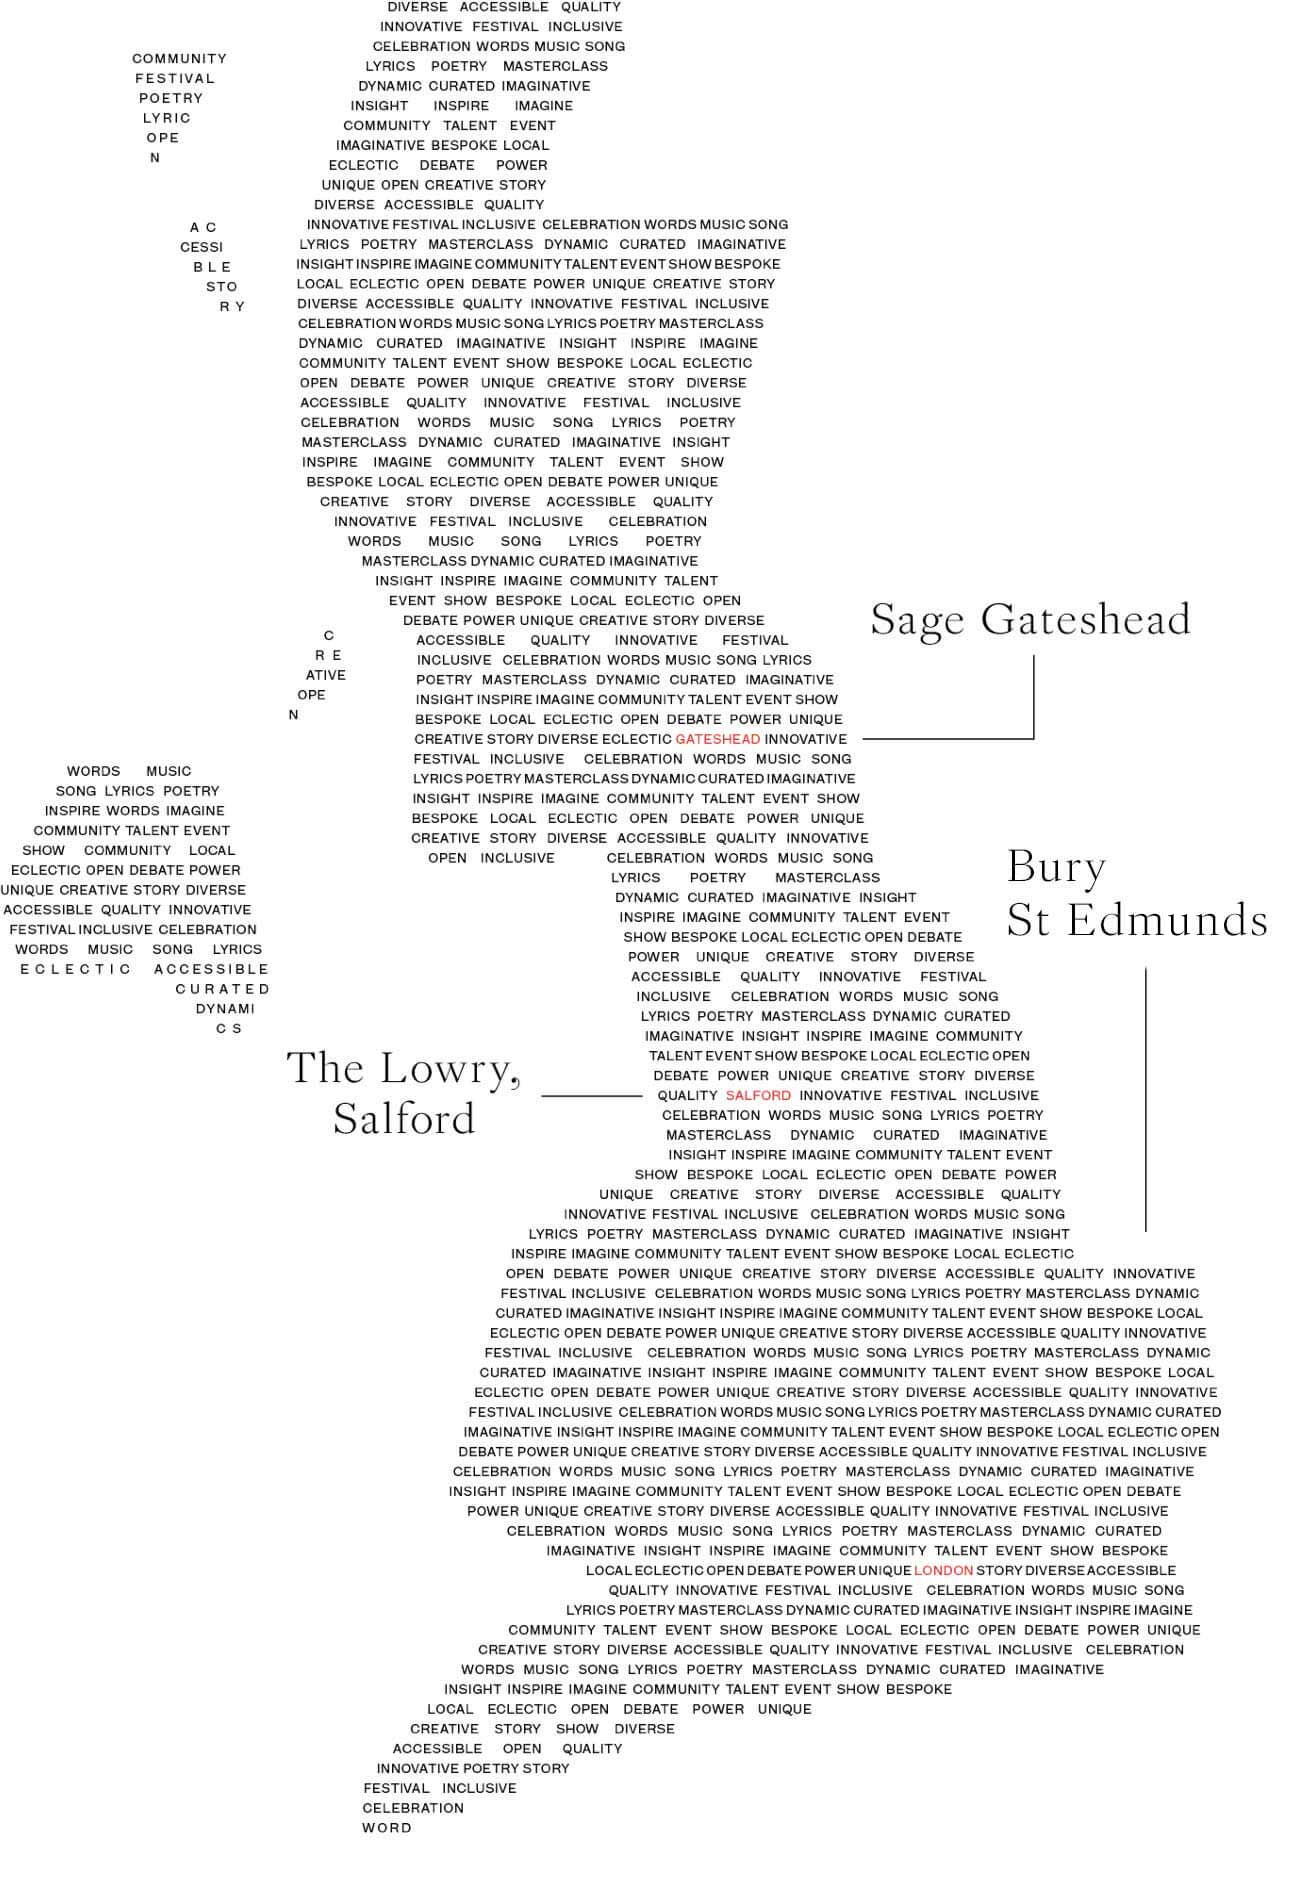 DIVERSE ACCESSIBLE QUALITY
INNOVATIVE FESTIVAL INCLUSIVE
CELEBRATION WORDS MUSIC SONG
LYRICS POETRY MASTERCLASS
DYNAMIC CURATED IMAGINATIVE
INSIGHT INSPIRE IMAGINE
COMMUNITY TALENT EVENT
IMAGINATIVE BESPOKE LOCAL
ECLECTIC DEBATE POWER
UNIQUE OPEN CREATIVE STORY
DIVERSE ACCESSIBLE QUALITY
INNOVATIVE FESTIVAL INCLUSIVE CELEBRATION WORDS MUSIC SONG
LYRICS POETRY MASTERCLASS DYNAMIC CURATED IMAGINATIVE
INSIGHT INSPIRE IMAGINE COMMUNITY TALENT EVENT SHOW BESPOKE
LOCAL ECLECTIC OPEN DEBATE POWER UNIQUE CREATIVE STORY
DIVERSE ACCESSIBLE QUALITY INNOVATIVE FESTIVAL INCLUSIVE
CELEBRATION WORDS MUSIC SONG LYRICS POETRY MASTERCLASS
DYNAMIC CURATED IMAGINATIVE INSIGHT INSPIRE IMAGINE
COMMUNITY TALENT EVENT SHOW BESPOKE LOCAL ECLECTIC
OPEN DEBATE POWER UNIQUE CREATIVE STORY DIVERSE
ACCESSIBLE QUALITY INNOVATIVE FESTIVAL INCLUSIVE
CELEBRATION WORDS MUSIC SONG LYRICS POETRY
MASTERCLASS DYNAMIC CURATED IMAGINATIVE INSIGHT
INSPIRE IMAGINE COMMUNITY TALENT EVENT SHOW
BESPOKE LOCAL ECLECTIC OPEN DEBATE POWER UNIQUE
CREATIVE STORY DIVERSE ACCESSIBLE QUALITY
INNOVATIVE FESTIVAL INCLUSIVE CELEBRATION
WORDS MUSIC SONG LYRICS POETRY
MASTERCLASS DYNAMIC CURATED IMAGINATIVE
INSIGHT INSPIRE IMAGINE COMMUNITY TALENT
EVENT SHOW BESPOKE LOCAL ECLECTIC OPEN
DEBATE POWER UNIQUE CREATIVE STORY DIVERSE
ACCESSIBLE QUALITY INNOVATIVE FESTIVAL
INCLUSIVE CELEBRATION WORDS MUSIC SONG LYRICS
POETRY MASTERCLASS DYNAMIC CURATED IMAGINATIVE
INSIGHT INSPIRE IMAGINE COMMUNITY TALENT EVENT SHOW
BESPOKE LOCAL ECLECTIC OPEN DEBATE POWER UNIQUE
CREATIVE STORY DIVERSE ECLECTIC GATESHEAD INNOVATIVE
FESTIVAL INCLUSIVE CELEBRATION WORDS MUSIC SONG
LYRICS POETRY MASTERCLASS DYNAMIC CURATED IMAGINATIVE
INSIGHT INSPIRE IMAGINE COMMUNITY TALENT EVENT SHOW
BESPOKE LOCAL ECLECTIC OPEN DEBATE POWER UNIQUE
CREATIVE STORY DIVERSE ACCESSIBLE QUALITY INNOVATIVE
OPEN INCLUSIVE CELEBRATION WORDS MUSIC SONG
LYRICS POETRY MASTERCLASS
DYNAMIC CURATED IMAGINATIVE INSIGHT
INSPIRE IMAGINE COMMUNITY TALENT EVENT
SHOW BESPOKE LOCAL ECLECTIC OPEN DEBATE
POWER UNIQUE CREATIVE STORY DIVERSE
ACCESSIBLE QUALITY INNOVATIVE FESTIVAL
INCLUSIVE CELEBRATION WORDS MUSIC SONG
LYRICS POETRY MASTERCLASS DYNAMIC CURATED
IMAGINATIVE INSIGHT INSPIRE IMAGINE COMMUNITY
TALENT EVENT SHOW BESPOKE LOCAL ECLECTIC OPEN
DEBATE POWER UNIQUE CREATIVE STORY DIVERSE
QUALITY SALFORD INNOVATIVE FESTIVAL INCLUSIVE
CELEBRATION WORDS MUSIC SONG LYRICS POETRY
MASTERCLASS DYNAMIC CURATED IMAGINATIVE
INSIGHT INSPIRE IMAGINE COMMUNITY TALENT EVENT
SHOW BESPOKE LOCAL ECLECTIC OPEN DEBATE POWER
UNIQUE CREATIVE STORY DIVERSE ACCESSIBLE QUALITY
INNOVATIVE FESTIVAL INCLUSIVE CELEBRATION WORDS MUSIC SONG
LYRICS POETRY MASTERCLASS DYNAMIC CURATED IMAGINATIVE INSIGHT
INSPIRE IMAGINE COMMUNITY TALENT EVENT SHOW BESPOKE LOCAL ECLECTIC
OPEN DEBATE POWER UNIQUE CREATIVE STORY DIVERSE ACCESSIBLE QUALITY INNOVATIVE
FESTIVAL INCLUSIVE CELEBRATION WORDS MUSIC SONG LYRICS POETRY MASTERCLASS DYNAMIC
CURATED IMAGINATIVE INSIGHT INSPIRE IMAGINE COMMUNITY TALENT EVENT SHOW BESPOKE LOCAL
ECLECTIC OPEN DEBATE POWER UNIQUE CREATIVE STORY DIVERSE ACCESSIBLE QUALITY INNOVATIVE
FESTIVAL INCLUSIVE CELEBRATION WORDS MUSIC SONG LYRICS POETRY MASTERCLASS DYNAMIC
CURATED IMAGINATIVE INSIGHT INSPIRE IMAGINE COMMUNITY TALENT EVENT SHOW BESPOKE LOCAL
ECLECTIC OPEN DEBATE POWER UNIQUE CREATIVE STORY DIVERSE ACCESSIBLE QUALITY INNOVATIVE
FESTIVAL INCLUSIVE CELEBRATION WORDS MUSIC SONG LYRICS POETRY MASTERCLASS DYNAMIC CURATED
IMAGINATIVE INSIGHT INSPIRE IMAGINE COMMUNITY TALENT EVENT SHOW BESPOKE LOCAL ECLECTIC OPEN
DEBATE POWER UNIQUE CREATIVE STORY DIVERSE ACCESSIBLE QUALITY INNOVATIVE FESTIVAL INCLUSIVE
CELEBRATION WORDS MUSIC SONG LYRICS POETRY MASTERCLASS DYNAMIC CURATED IMAGINATIVE
INSIGHT INSPIRE IMAGINE COMMUNITY TALENT EVENT SHOW BESPOKE LOCAL ECLECTIC OPEN DEBATE
POWER UNIQUE CREATIVE STORY DIVERSE ACCESSIBLE QUALITY INNOVATIVE FESTIVAL INCLUSIVE
CELEBRATION WORDS MUSIC SONG LYRICS POETRY MASTERCLASS DYNAMIC CURATED
IMAGINATIVE INSIGHT INSPIRE IMAGINE COMMUNITY TALENT EVENT SHOW BESPOKE
LOCAL ECLECTIC OPEN DEBATE POWER UNIQUE LONDON STORY DIVERSE ACCESSIBLE
QUALITY INNOVATIVE FESTIVAL INCLUSIVE CELEBRATION WORDS MUSIC SONG
LYRICS POETRY MASTERCLASS DYNAMIC CURATED IMAGINATIVE INSIGHT INSPIRE IMAGINE
COMMUNITY TALENT EVENT SHOW BESPOKE LOCAL ECLECTIC OPEN DEBATE POWER UNIQUE
CREATIVE STORY DIVERSE ACCESSIBLE QUALITY INNOVATIVE FESTIVAL INCLUSIVE CELEBRATION
WORDS MUSIC SONG LYRICS POETRY MASTERCLASS DYNAMIC CURATED IMAGINATIVE
INSIGHT INSPIRE IMAGINE COMMUNITY TALENT EVENT SHOW BESPOKE
LOCAL ECLECTIC OPEN DEBATE POWER UNIQUE
CREATIVE STORY SHOW DIVERSE
ACCESSIBLE OPEN QUALITY
INNOVATIVE POETRY STORY
FESTIVAL INCLUSIVE
CELEBRATION
WORD
COMMUNITY
FESTIVAL
POETRY
LYRIC
OPE
N
A C
CESSI
BLE
STO
RY
C
RE
ATIVE
OPE
N
WORDS MUSIC
SONG LYRICS POETRY
INSPIRE WORDS IMAGINE
COMMUNITY TALENT EVENT
SHOW COMMUNITY LOCAL
ECLECTIC OPEN DEBATE POWER
UNIQUE CREATIVE STORY DIVERSE
ACCESSIBLE QUALITY INNOVATIVE
FESTIVAL INCLUSIVE CELEBRATION
WORDS MUSIC SONG LYRICS
ECLECTIC ACCESSIBLE
CURATED
DYNAMI
CS
Sage Gateshead
Bury
St Edmunds
The Lowry,
Salford